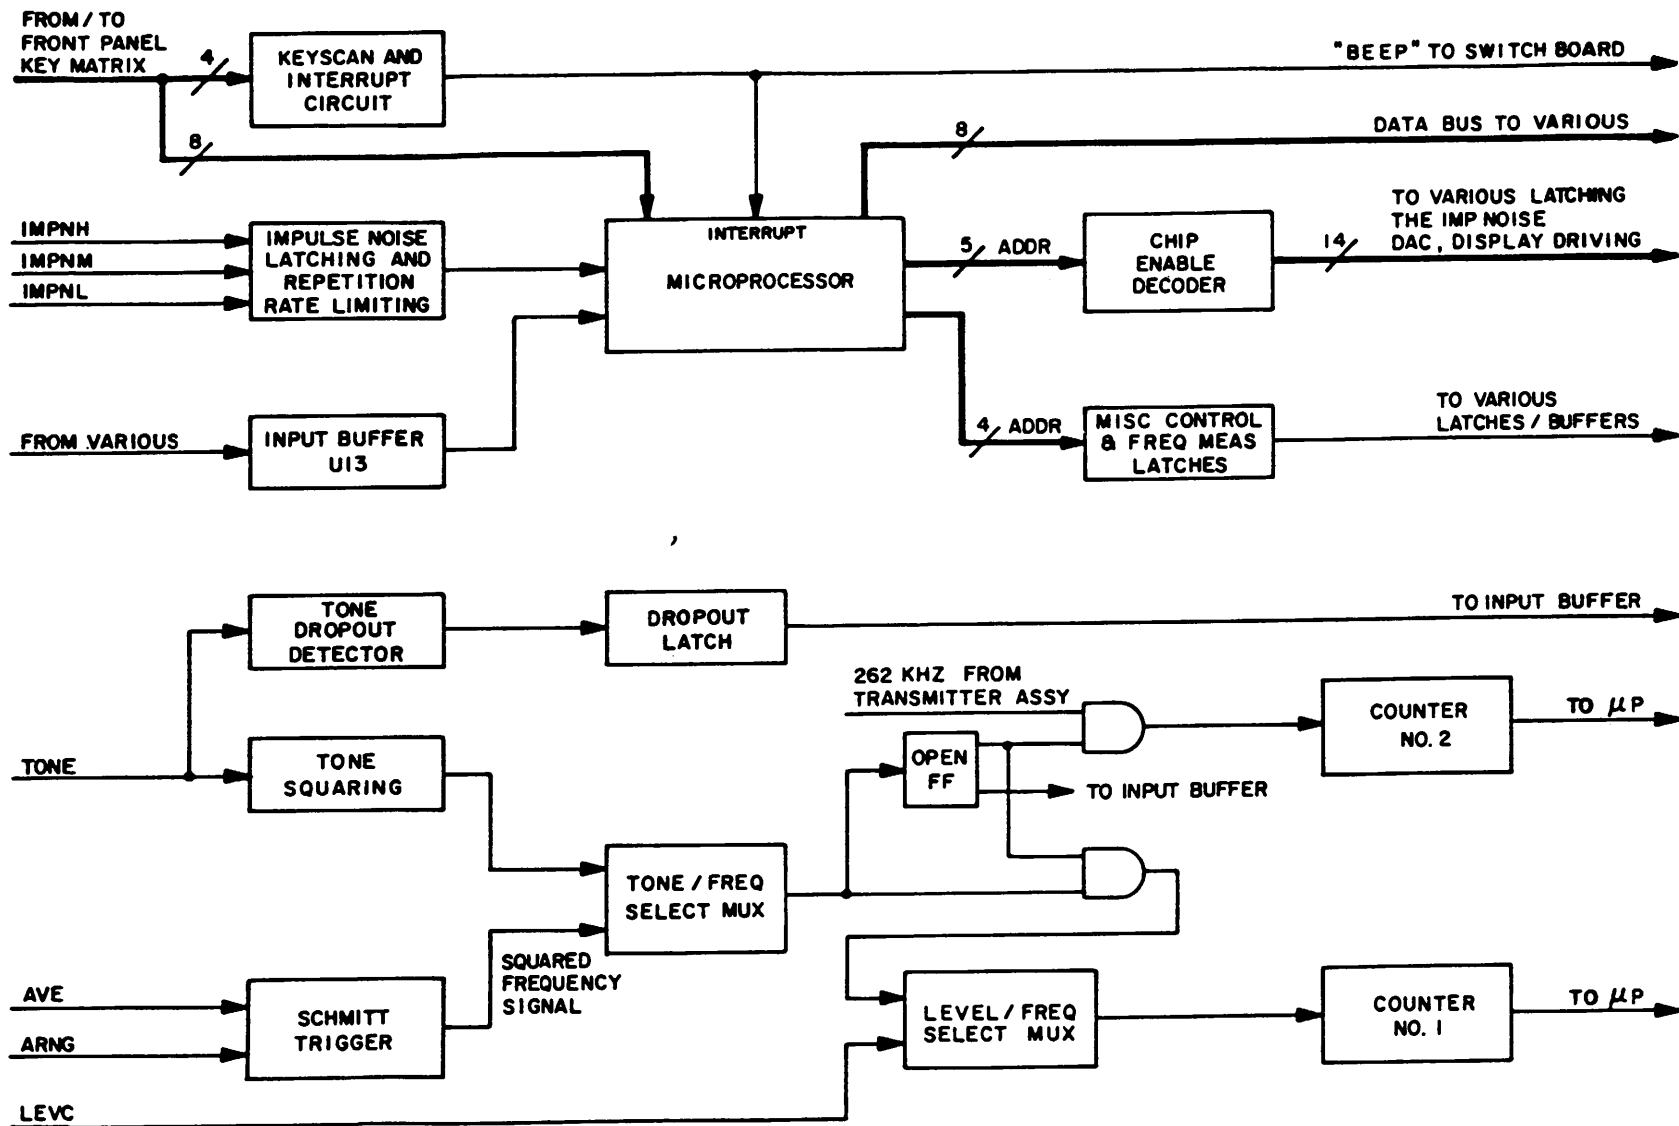 FROM / TO
FRONT PANEL
KEY MATRIX
4
KEYSCAN AND
INTERRUPT
CIRCUIT
"BEEP" TO SWITCH BOARD
8
8
DATA BUS TO VARIOUS
IMPNH
IMPNM
IMPNL
IMPULSE NOISE
LATCHING AND
REPETITION
RATE LIMITING
INTERRUPT
MICROPROCESSOR
5 ADDR
CHIP
ENABLE
DECODER
14
TO VARIOUS LATCHING
THE IMP NOISE
DAC, DISPLAY DRIVING
FROM VARIOUS
INPUT BUFFER
U13
4 ADDR
MISC CONTROL
& FREQ MEAS
LATCHES
TO VARIOUS
LATCHES / BUFFERS
TONE
DROPOUT
DETECTOR
DROPOUT
LATCH
TO INPUT BUFFER
262 KHZ FROM
TRANSMITTER ASSY
COUNTER
NO. 2
TO μP
TONE
TONE
SQUARING
OPEN
FF
TO INPUT BUFFER
TONE / FREQ
SELECT MUX
SQUARED
FREQUENCY
SIGNAL
AVE
ARNG
SCHMITT
TRIGGER
LEVEL / FREQ
SELECT MUX
COUNTER
NO. 1
TO μP
LEVC